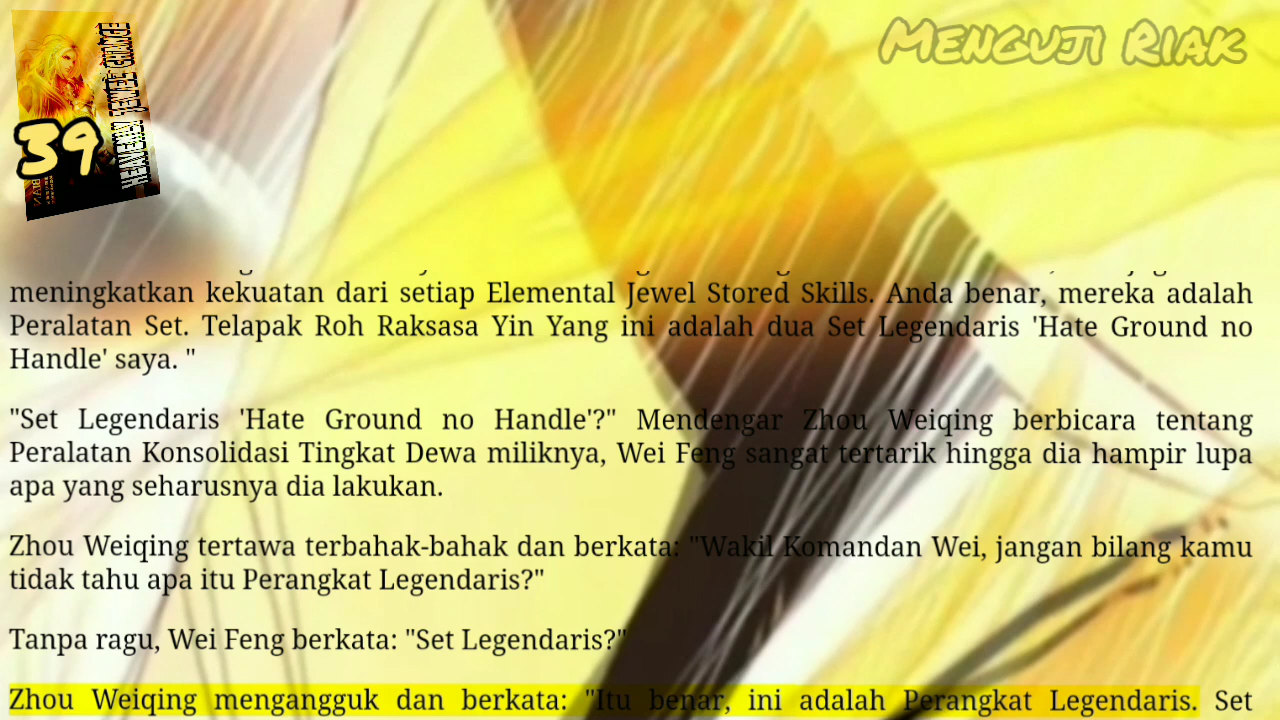 Menguji Riak
HEAVENLY JEWEL CHANGE
39
meningkatkan kekuatan dari setiap Elemental Jewel Stored Skills. Anda benar, mereka adalah
Peralatan Set. Telapak Roh Raksasa Yin Yang ini adalah dua Set Legendaris 'Hate Ground no
Handle' saya. "
"Set Legendaris 'Hate Ground no Handle'?" Mendengar Zhou Weiqing berbicara tentang
Peralatan Konsolidasi Tingkat Dewa miliknya, Wei Feng sangat tertarik hingga dia hampir lupa
apa yang seharusnya dia lakukan.
Zhou Weiqing tertawa terbahak-bahak dan berkata: "Wakil Komandan Wei, jangan bilang kamu
tidak tahu apa itu Perangkat Legendaris?"
Tanpa ragu, Wei Feng berkata: "Set Legendaris?"
Zhou Weiqing mengangguk dan berkata: "Itu benar, ini adalah Perangkat Legendaris. Set